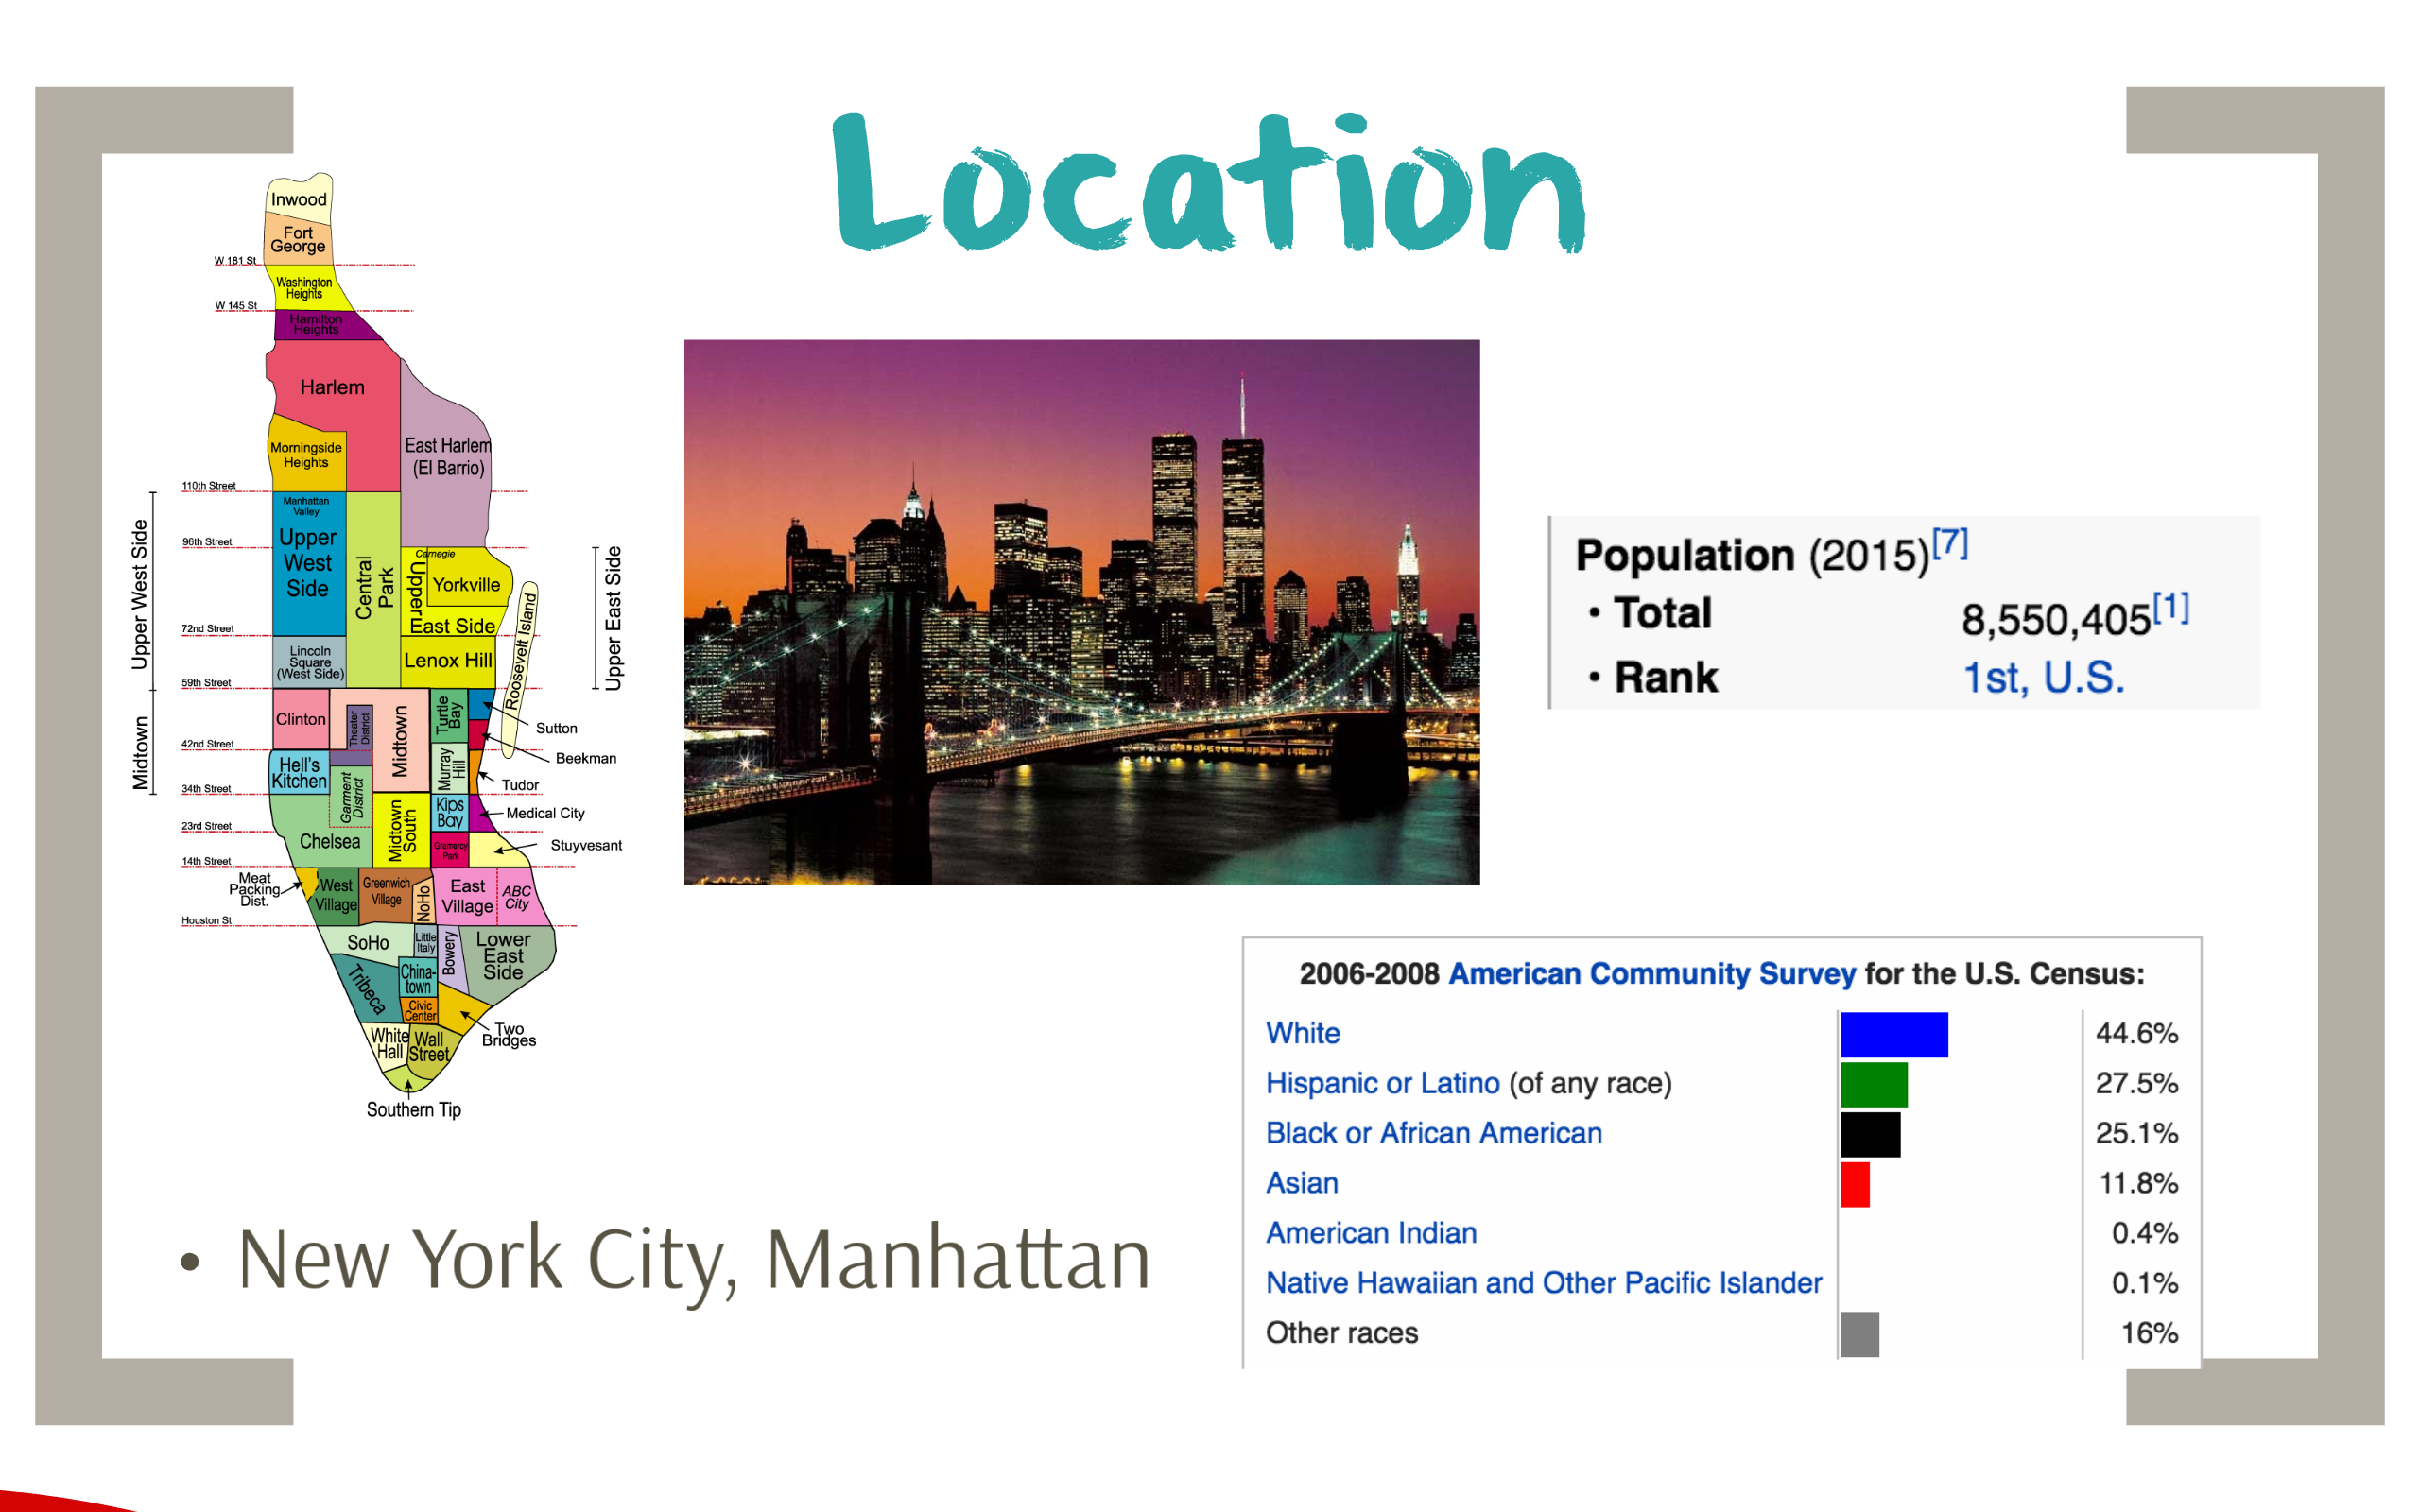 Location
Inwood
Fort
George
W 181 St
Washington
Heights
W 145 St
Hamilton
Heights
Harlem
Morningside
Heights
East Harlem
(El Barrio)
110th Street
Manhattan
Valley
Upper
West
Side
96th Street
Central
Park
Carnegie
Upper
East Side
Yorkville
72nd Street
Lincoln
Square
(West Side)
Lenox Hill
Roosevelt Island
59th Street
Upper West Side
Upper East Side
Midtown
Clinton
Theater
District
Midtown
Turtle
Bay
Sutton
42nd Street
Beekman
Hell's
Kitchen
Murray
Hill
Tudor
34th Street
Garment
District
Kips
Bay
Medical City
23rd Street
Chelsea
Midtown
South
Gramercy
Park
Stuyvesant
14th Street
Meat
Packing
Dist.
West
Village
Greenwich
Village
NoHo
East
Village
ABC
City
Houston St
SoHo
Little
Italy
Bowery
Lower
East
Side
Tribeca
China-
town
Civic
Center
Two
Bridges
White
Hall
Wall
Street
Southern Tip
Population (2015)[7]
• Total 8,550,405[1]
• Rank 1st, U.S.
2006-2008 American Community Survey for the U.S. Census:
White 44.6%
Hispanic or Latino (of any race) 27.5%
Black or African American 25.1%
Asian 11.8%
American Indian 0.4%
Native Hawaiian and Other Pacific Islander 0.1%
Other races 16%
• New York City, Manhattan